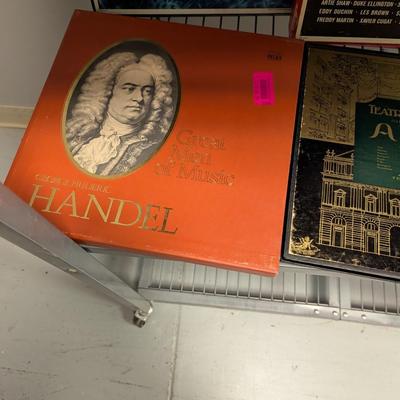 ARTIE SHAW · DUKE ELLINGTON
EDDY DUCHIN · LES BROWN
FREDDY MARTIN · XAVIER CUGAT
Great
Men
of Music
GEORGE FRIDERIC
HANDEL
TEATR
A